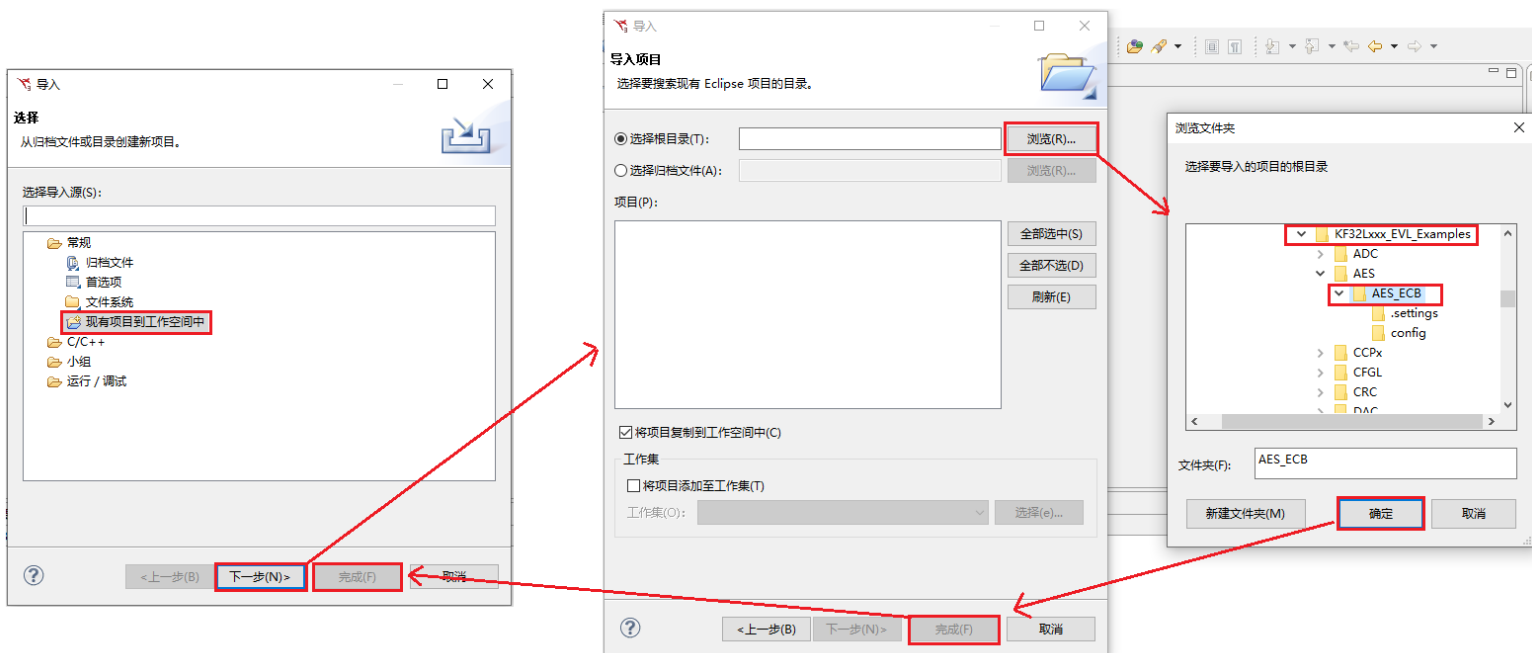 导入
选择
从归档文件或目录创建新项目。
选择导入源(S):
常规
归档文件
首选项
文件系统
现有项目到工作空间中
C/C++
小组
运行 / 调试
<上一步(B)
下一步(N)>
完成(F)
取消
导入
导入项目
选择要搜索现有 Eclipse 项目的目录。
选择根目录(T):
浏览(R)...
选择归档文件(A):
浏览(R)...
项目(P):
全部选中(S)
全部不选(D)
刷新(E)
将项目复制到工作空间中(C)
工作集
将项目添加至工作集(T)
工作集(O):
选择(e)...
<上一步(B)
下一步(N)>
完成(F)
取消
浏览文件夹
选择要导入的项目的根目录
KF32Lxxx_EVL_Examples
ADC
AES
AES_ECB
.settings
config
CCPx
CFGL
CRC
DAC
文件夹(F):
AES_ECB
新建文件夹(M)
确定
取消